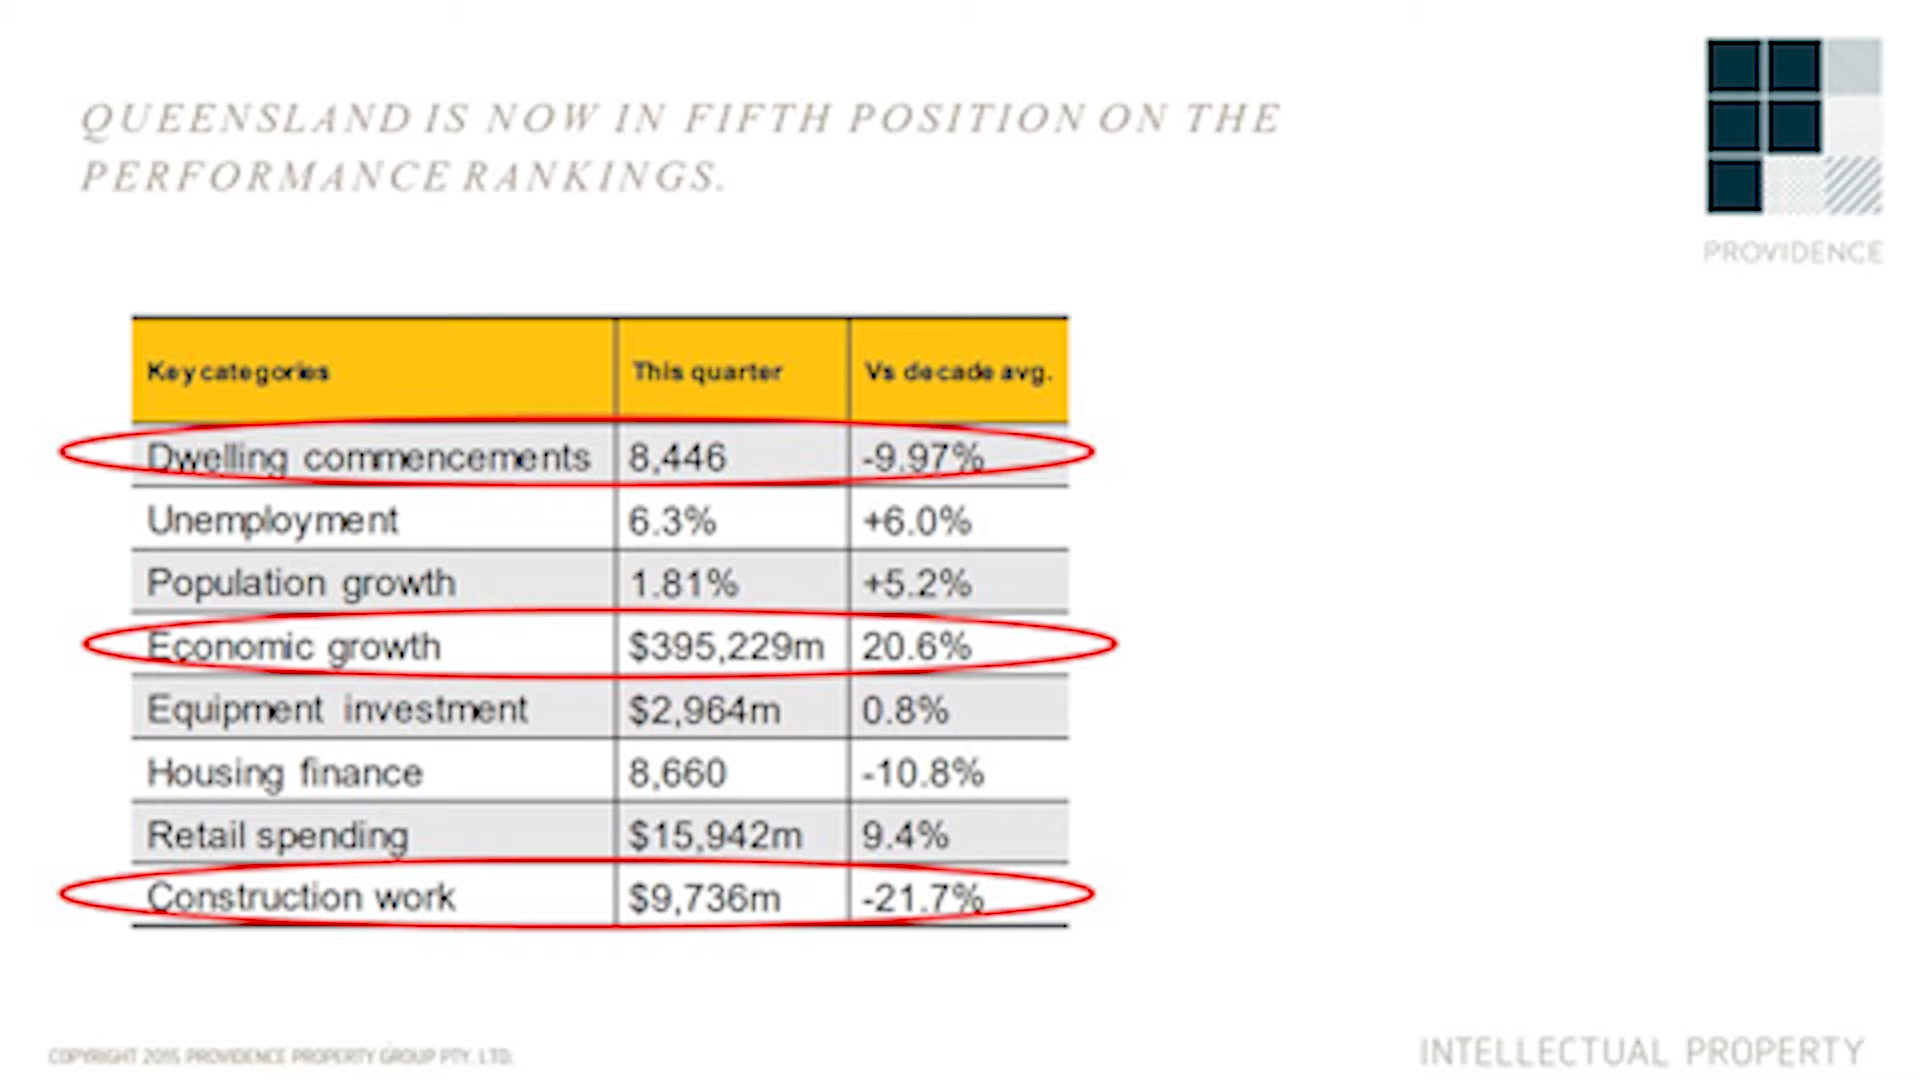 QUEENSLAND IS NOW IN FIFTH POSITION ON THE
PERFORMANCE RANKINGS.
PROVIDENCE
Key categories This quarter Vs decade avg.
Dwelling commencements 8,446 -9.97%
Unemployment 6.3% +6.0%
Population growth 1.81% +5.2%
Economic growth $395,229m 20.6%
Equipment investment $2,964m 0.8%
Housing finance 8,660 -10.8%
Retail spending $15,942m 9.4%
Construction work $9,736m -21.7%
COPYRIGHT 2015 PROVIDENCE PROPERTY GROUP PTY. LTD.
INTELLECTUAL PROPERTY